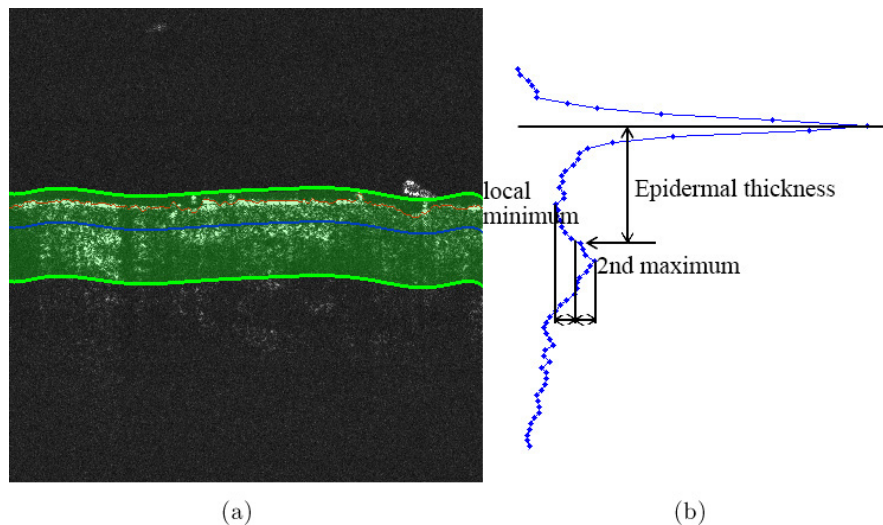 local
minimum
Epidermal thickness
2nd maximum
(a)
(b)